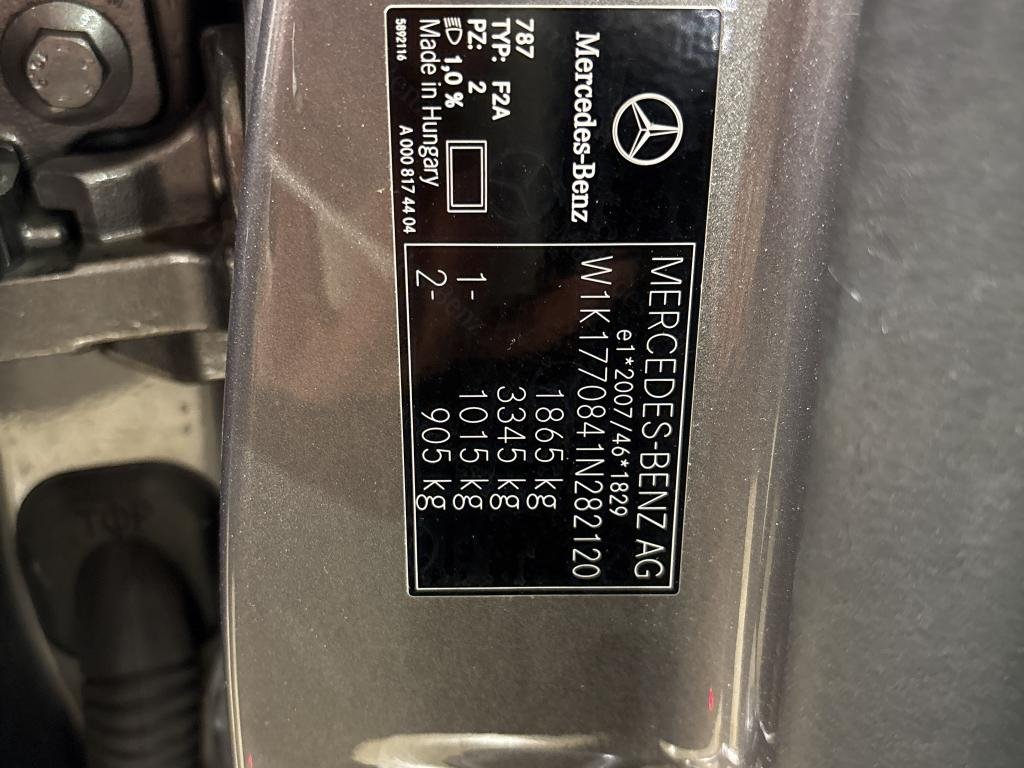 Mercedes-Benz
787
TYP: F2A
PZ: 2
1,0 %
Made in Hungary
5892116
A 000 817 44 04
MERCEDES-BENZ AG
e1*2007/46*1829
W1K1770841N282120
1865 kg
3345 kg
1- 1015 kg
2- 905 kg